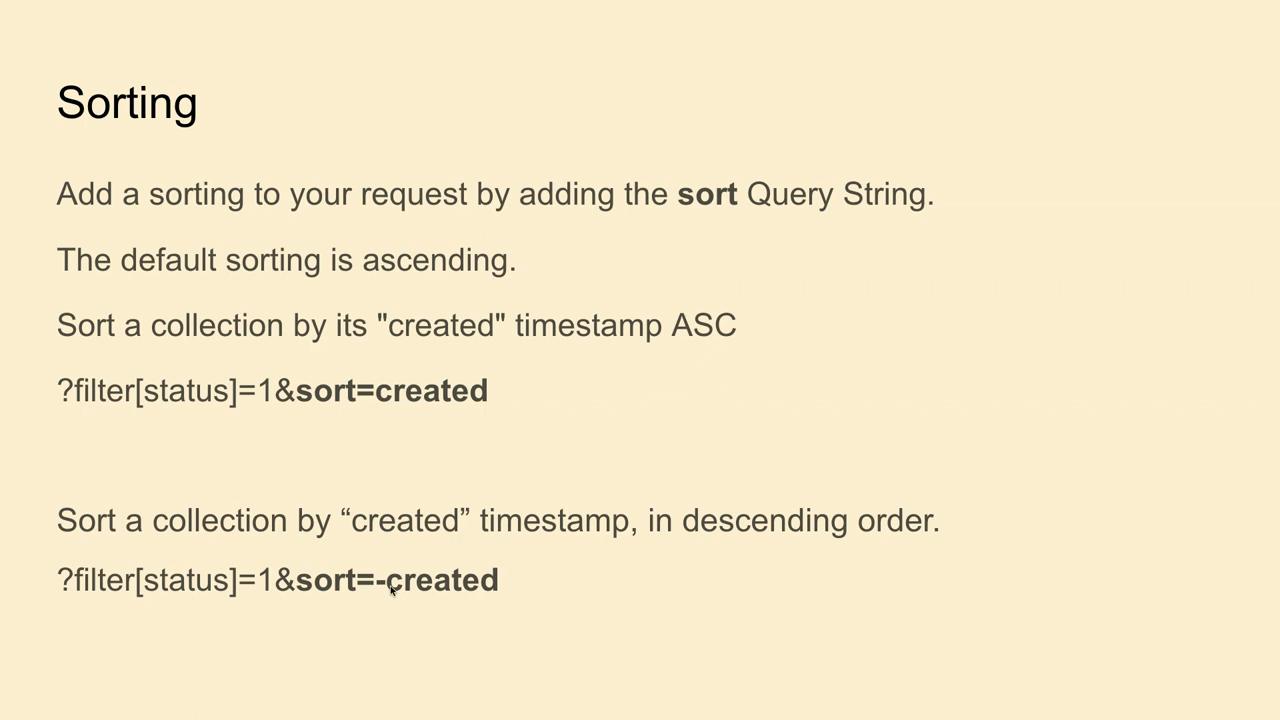 Sorting
Add a sorting to your request by adding the sort Query String.
The default sorting is ascending.
Sort a collection by its "created" timestamp ASC
?filter[status]=1&sort=created
Sort a collection by “created” timestamp, in descending order.
?filter[status]=1&sort=-created